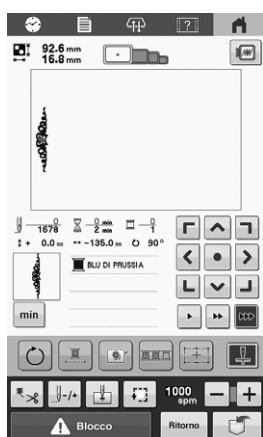 92.6 mm
16.8 mm
0
1678
0 min
2 min
0
1
+ 0.0 mm
-135.0 mm
90°
BLU DI PRUSSIA
min
-/+
1000
spm
- +
Blocco
Ritorno